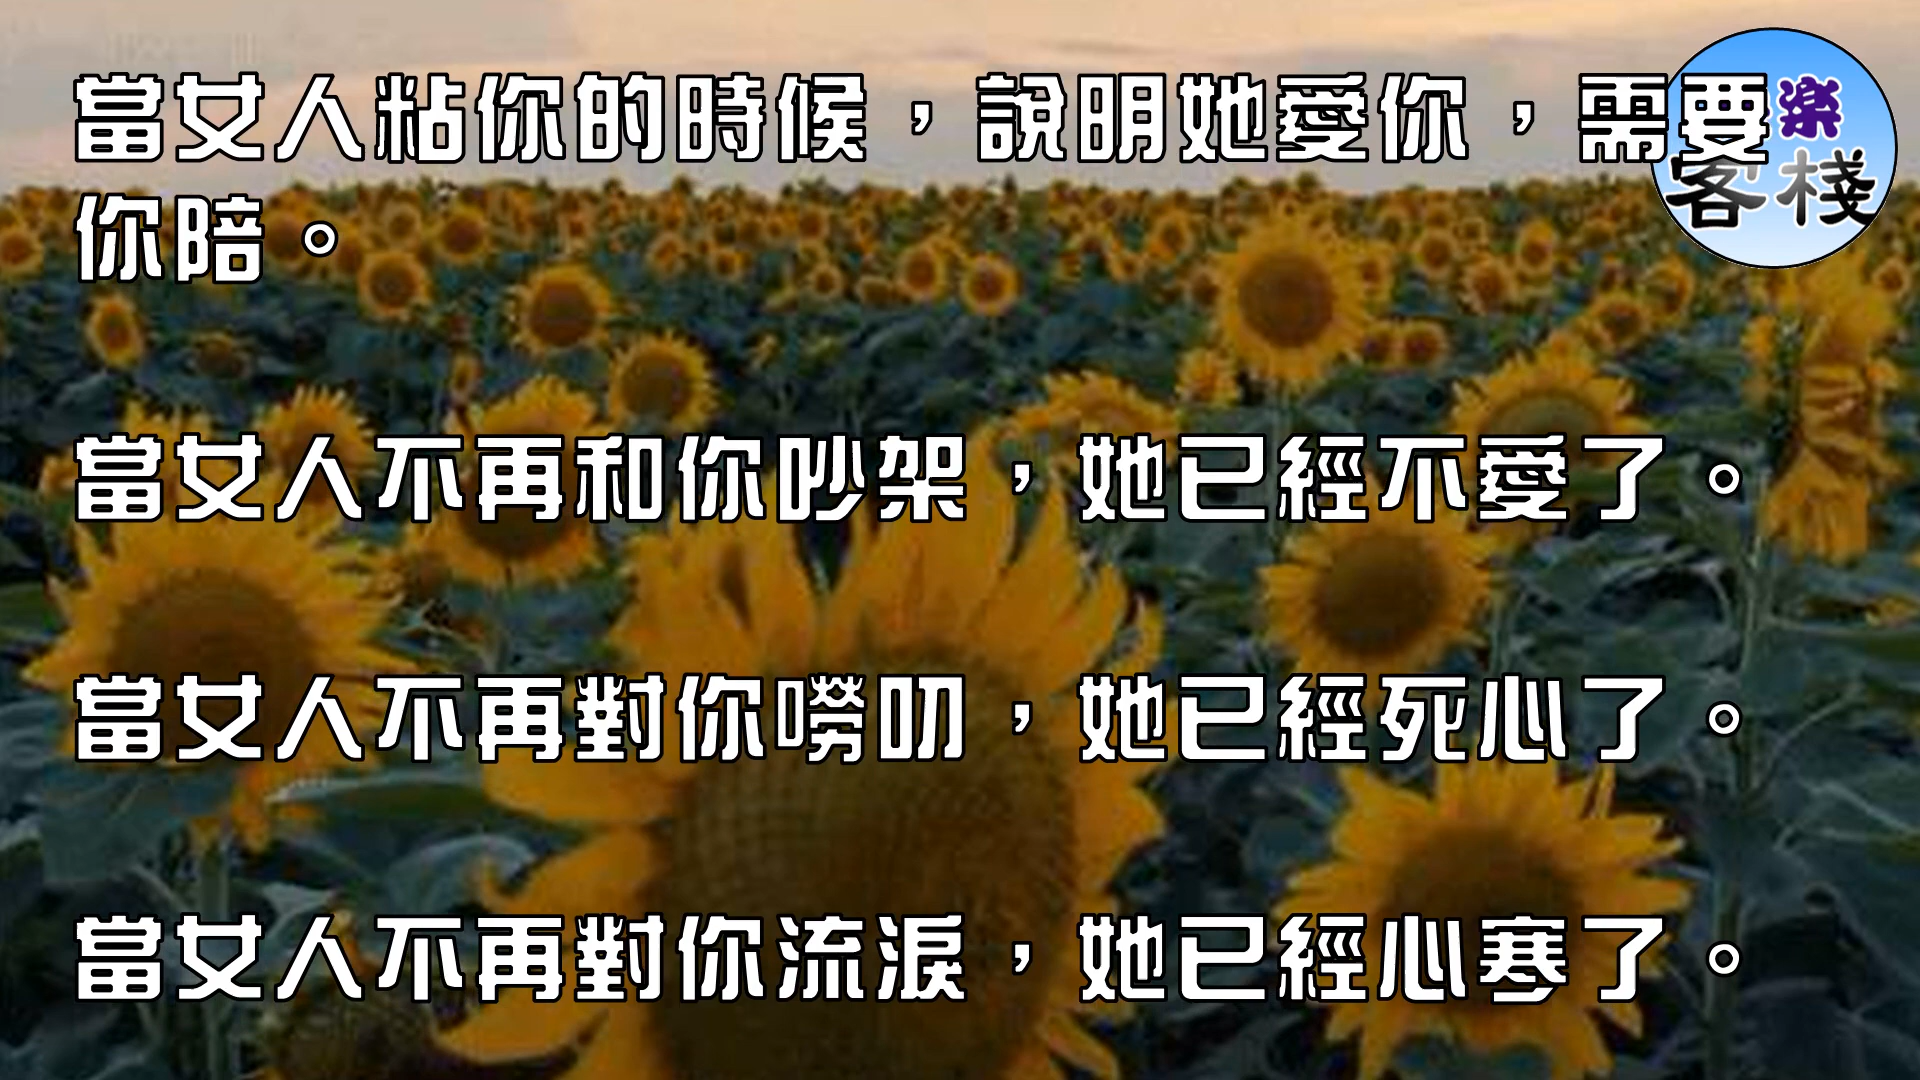 當女人粘你的時候，說明她愛你，需要
你陪。
當女人不再和你吵架，她已經不愛了。
當女人不再對你嘮叨，她已經死心了。
當女人不再對你流淚，她已經心寒了。
楽
客栈